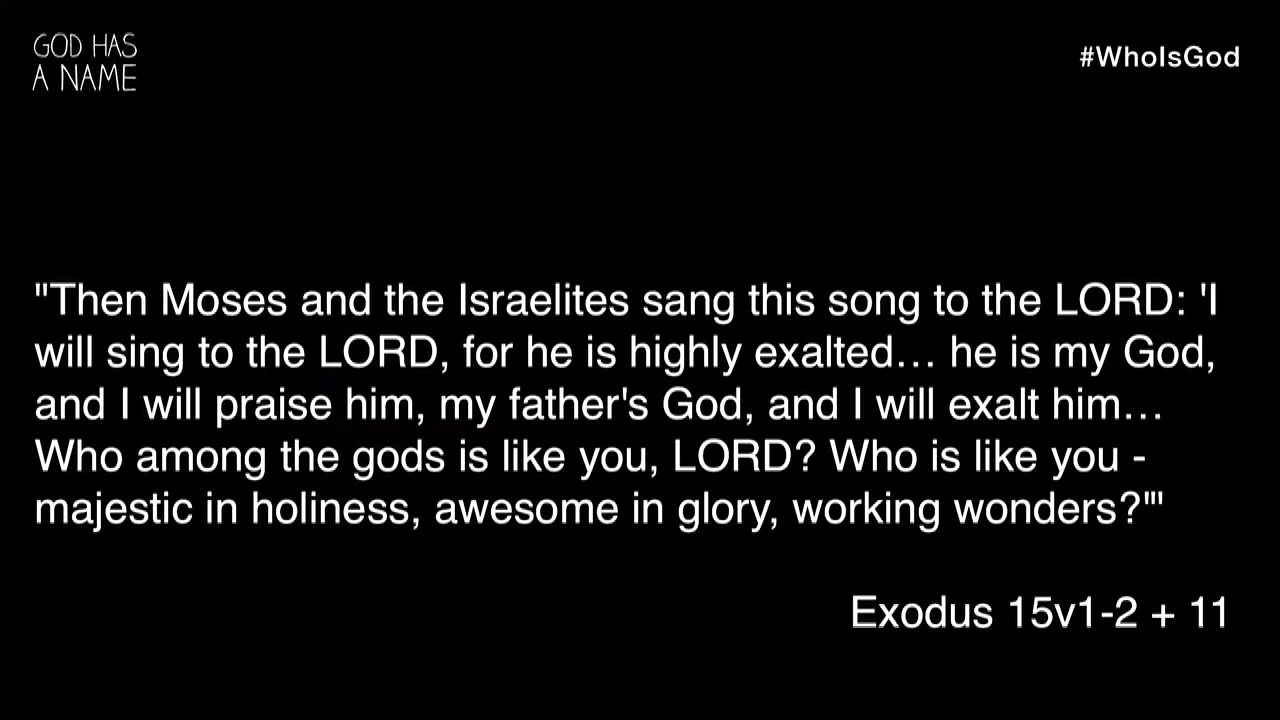 GOD HAS
A NAME
#WhoIsGod
"Then Moses and the Israelites sang this song to the LORD: 'I
will sing to the LORD, for he is highly exalted… he is my God,
and I will praise him, my father's God, and I will exalt him…
Who among the gods is like you, LORD? Who is like you -
majestic in holiness, awesome in glory, working wonders?'"
Exodus 15v1-2 + 11